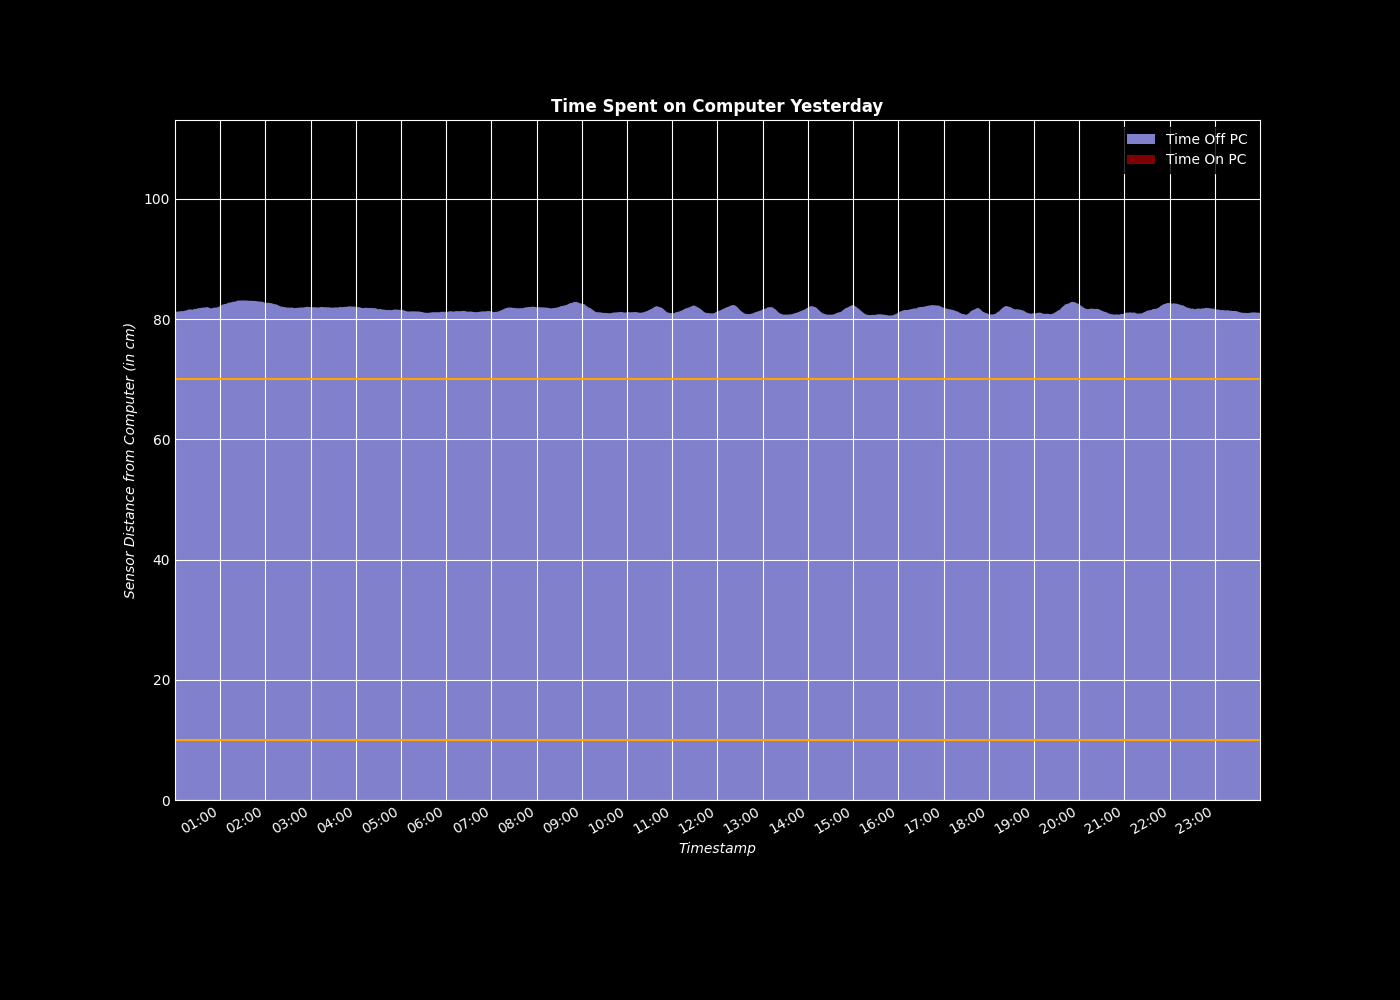 Time Spent on Computer Yesterday
Time Off PC
Time On PC
Sensor Distance from Computer (in cm)
100
80
60
40
20
0
01:00 02:00 03:00 04:00 05:00 06:00 07:00 08:00 09:00 10:00 11:00 12:00 13:00 14:00 15:00 16:00 17:00 18:00 19:00 20:00 21:00 22:00 23:00
Timestamp